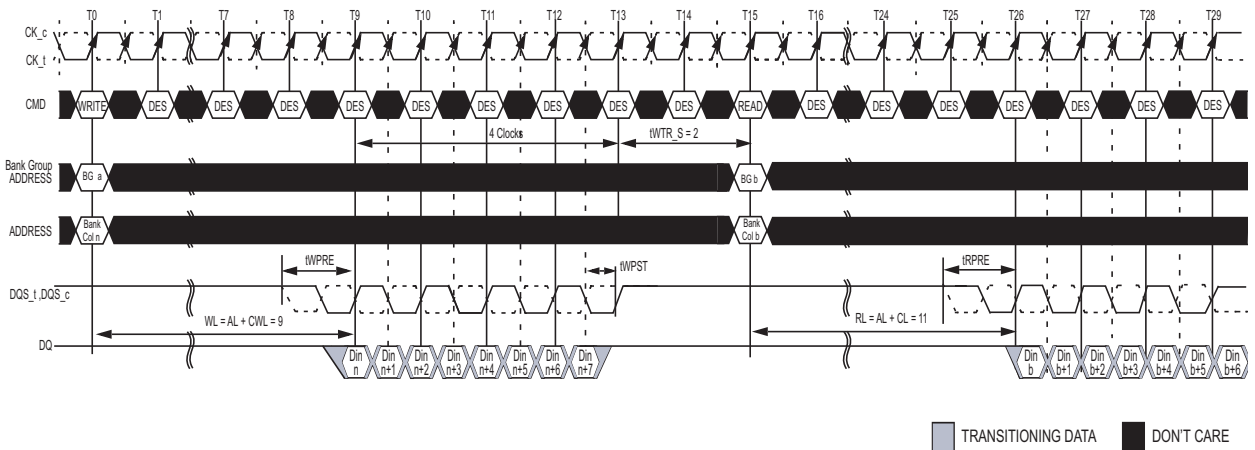 T0 T1 T7 T8 T9 T10 T11 T12 T13 T14 T15 T16 T24 T25 T26 T27 T28 T29
CK_c
CK_t
CMD WRITE DES DES DES DES DES DES DES DES DES READ DES DES DES DES DES DES DES
4 Clocks tWTR_S = 2
Bank Group
ADDRESS BG a BG b
ADDRESS Bank Col n Bank Col b
tWPRE tWPST tRPRE
DQS_t ,DQS_c
WL = AL + CWL = 9 RL = AL + CL = 11
DQ Din n Din n+1 Din n+2 Din n+3 Din n+4 Din n+5 Din n+6 Din n+7 Din b Din b+1 Din b+2 Din b+3 Din b+4 Din b+5 Din b+6
TRANSITIONING DATA DON'T CARE